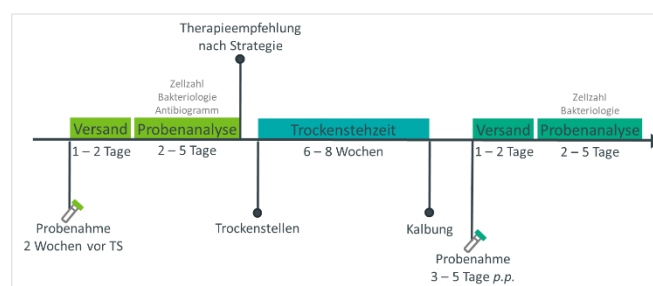 Therapieempfehlung
nach Strategie
Zellzahl
Bakteriologie
Antibiogramm
Zellzahl
Bakteriologie
Versand
Probenanalyse
Trockenstehzeit
Versand
Probenanalyse
1 – 2 Tage
2 – 5 Tage
6 – 8 Wochen
1 – 2 Tage
2 – 5 Tage
Probenahme
2 Wochen vor TS
Trockenstellen
Kalbung
Probenahme
3 – 5 Tage p.p.